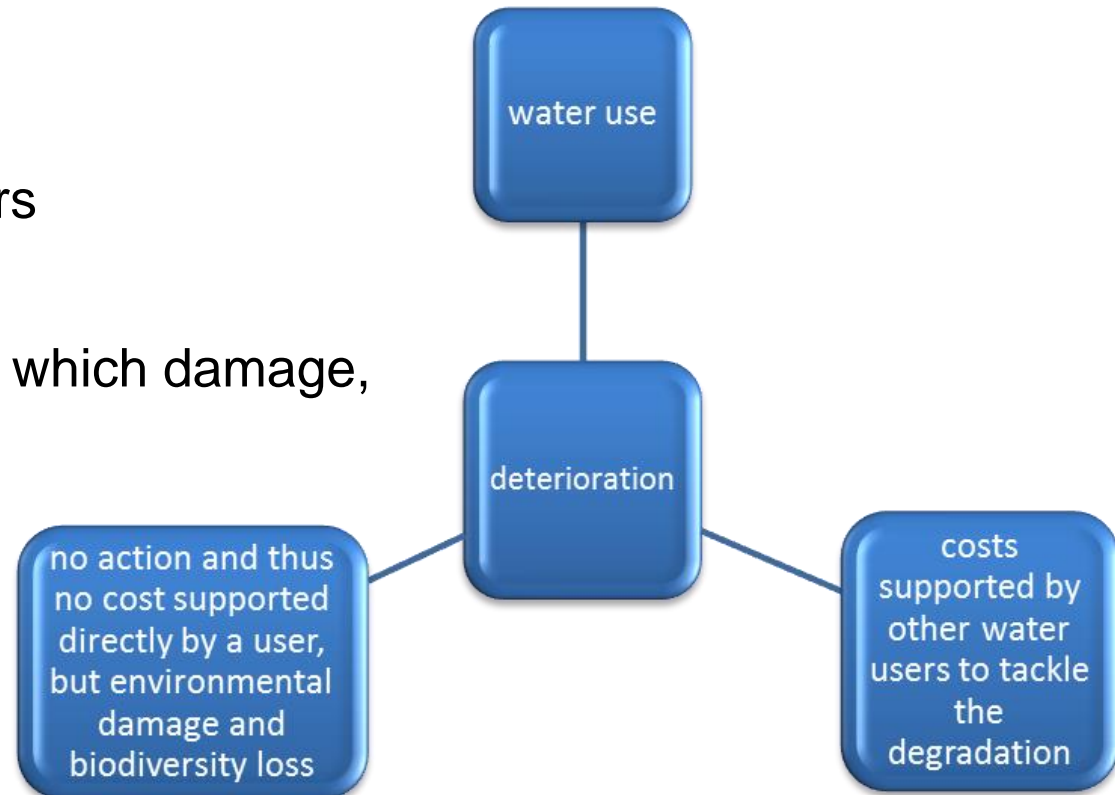 water use
rs
which damage,
deterioration
no action and thus
no cost supported
directly by a user,
but environmental
damage and
biodiversity loss
costs
supported by
other water
users to tackle
the
degradation